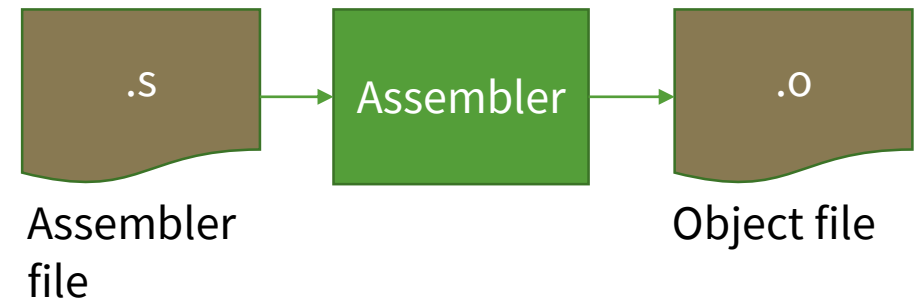 .s
Assembler
.o
Assembler
file
Object file